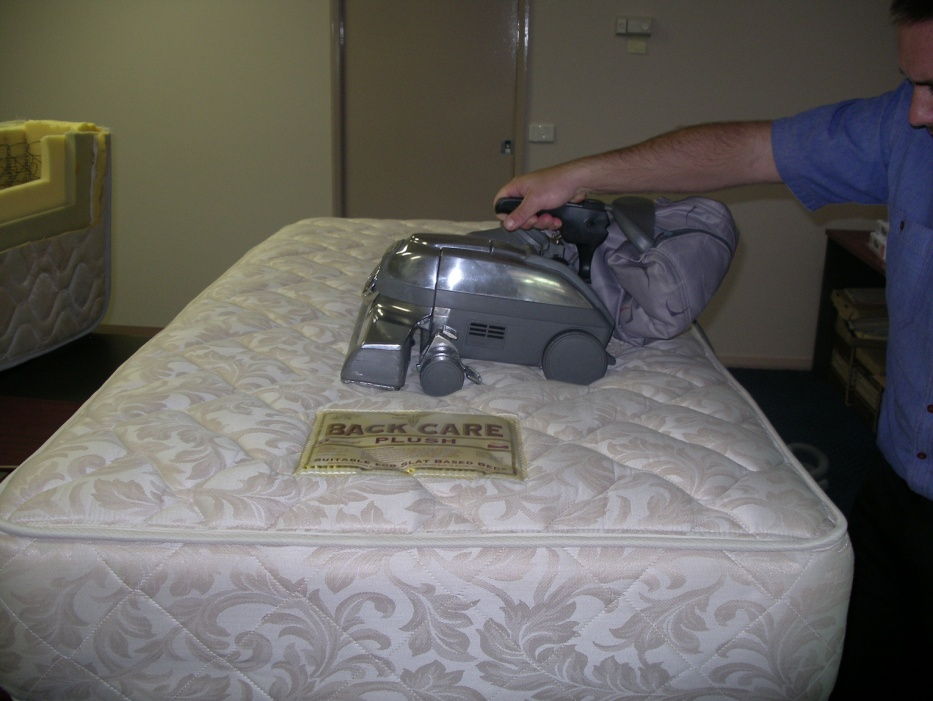 BACK CARE
PLUSH
SUITABLE FOR SLAT BASED BEDS